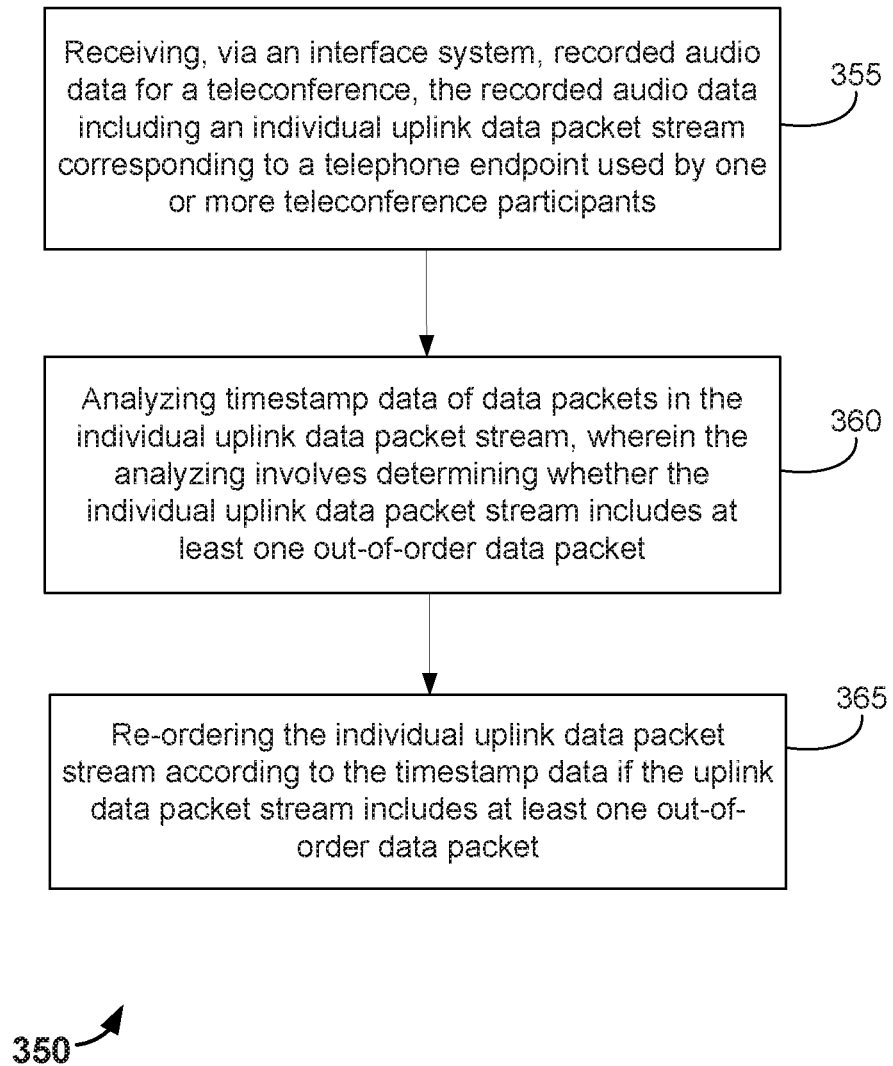 Receiving, via an interface system, recorded audio
data for a teleconference, the recorded audio data
including an individual uplink data packet stream
corresponding to a telephone endpoint used by one
or more teleconference participants
355
Analyzing timestamp data of data packets in the
individual uplink data packet stream, wherein the
analyzing involves determining whether the
individual uplink data packet stream includes at
least one out-of-order data packet
360
Re-ordering the individual uplink data packet
stream according to the timestamp data if the uplink
data packet stream includes at least one out-of-
order data packet
365
350